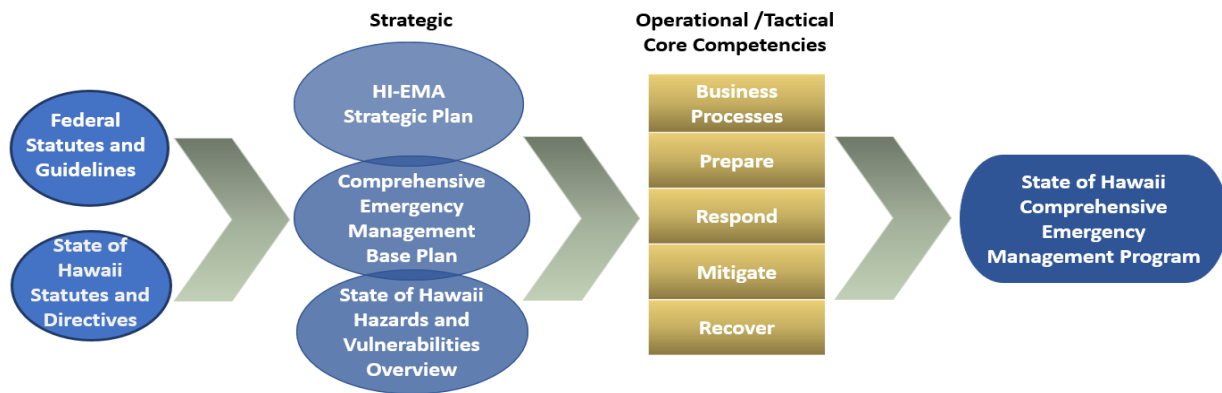 Federal
Statutes and
Guidelines
State of
Hawaii
Statutes and
Directives
Strategic
HI-EMA
Strategic Plan
Comprehensive
Emergency
Management
Base Plan
State of Hawaii
Hazards and
Vulnerabilities
Overview
Operational /Tactical
Core Competencies
Business
Processes
Prepare
Respond
Mitigate
Recover
State of Hawaii
Comprehensive
Emergency
Management Program